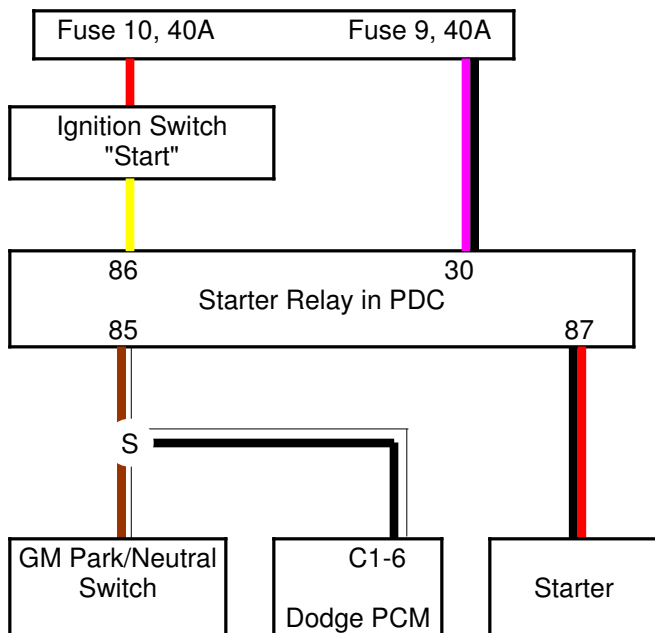 Fuse 10, 40A
Fuse 9, 40A
Ignition Switch
"Start"
86
30
Starter Relay in PDC
85
87
S
GM Park/Neutral
Switch
C1-6
Dodge PCM
Starter